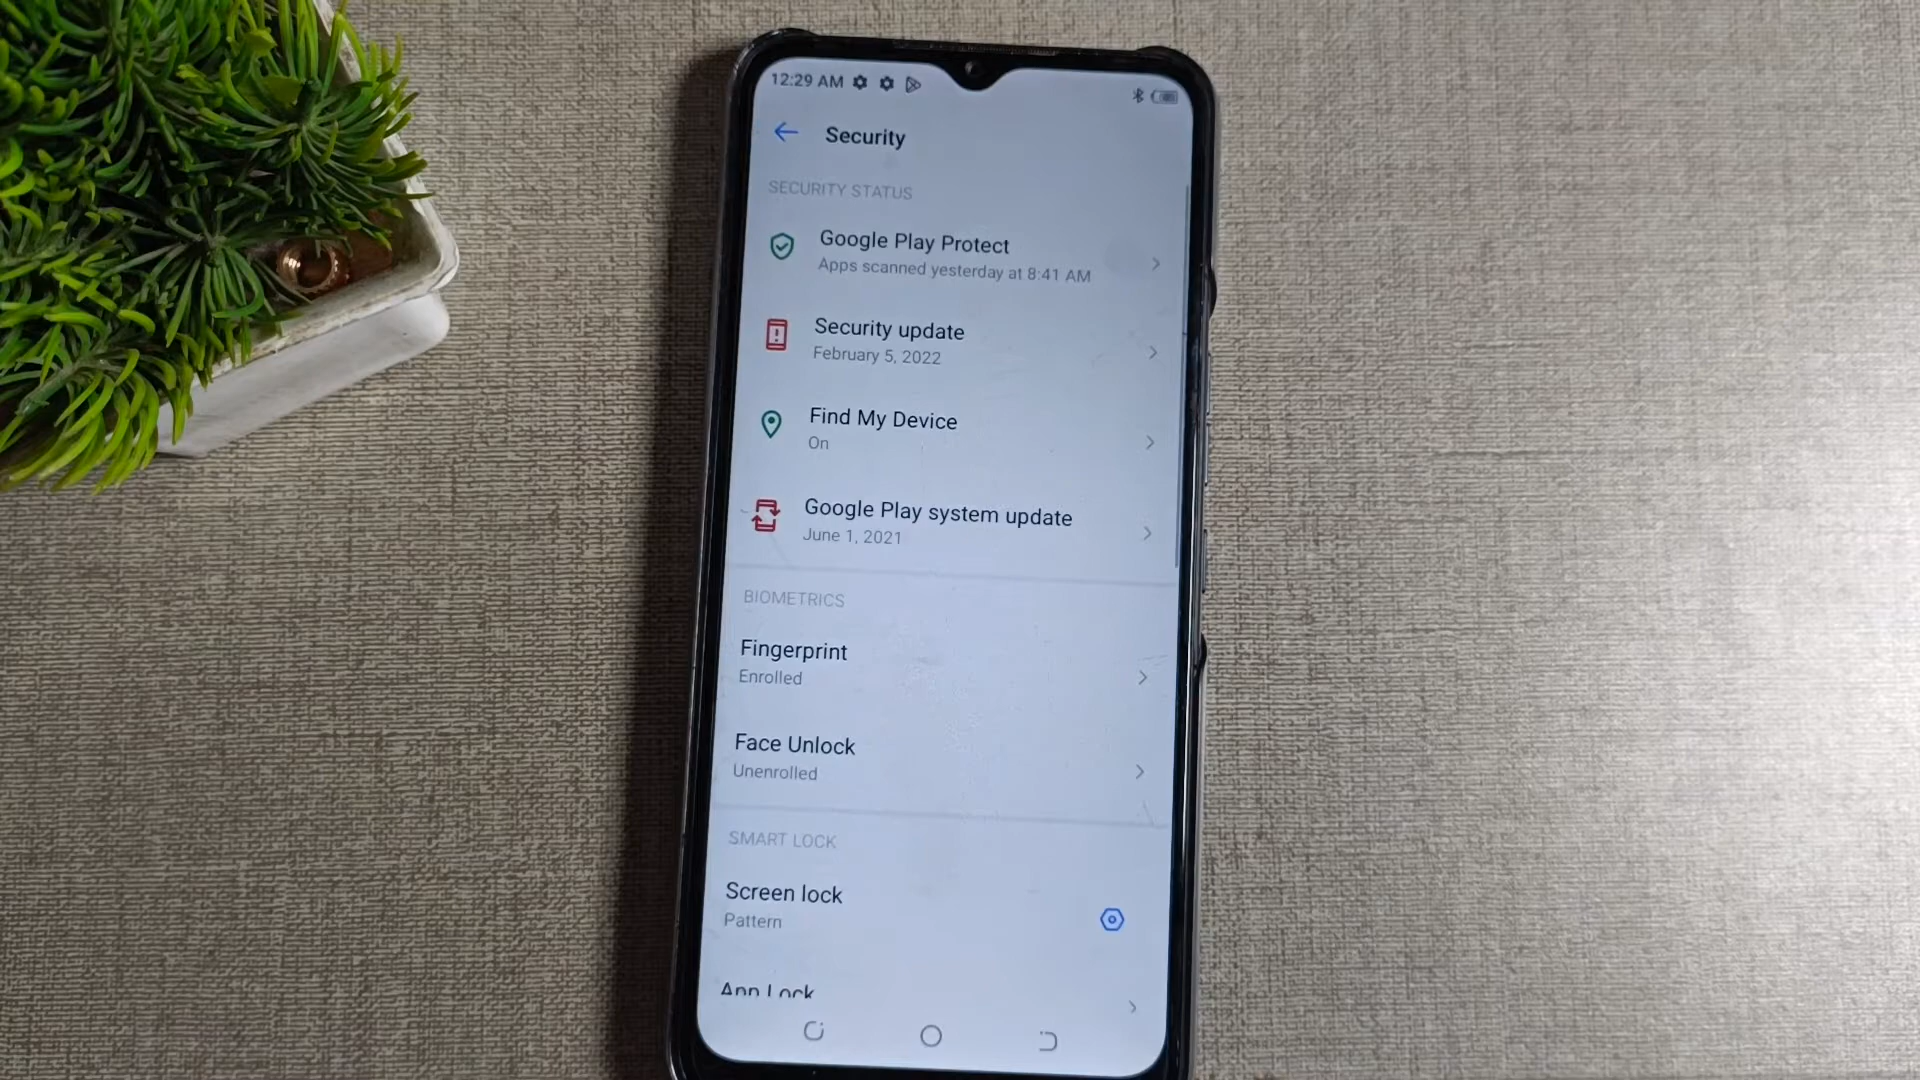 12:29 AM
Security
SECURITY STATUS
Google Play Protect
Apps scanned yesterday at 8:41 AM
Security update
February 5, 2022
Find My Device
On
Google Play system update
June 1, 2021
BIOMETRICS
Fingerprint
Enrolled
Face Unlock
Unenrolled
SMART LOCK
Screen lock
Pattern
App Lock